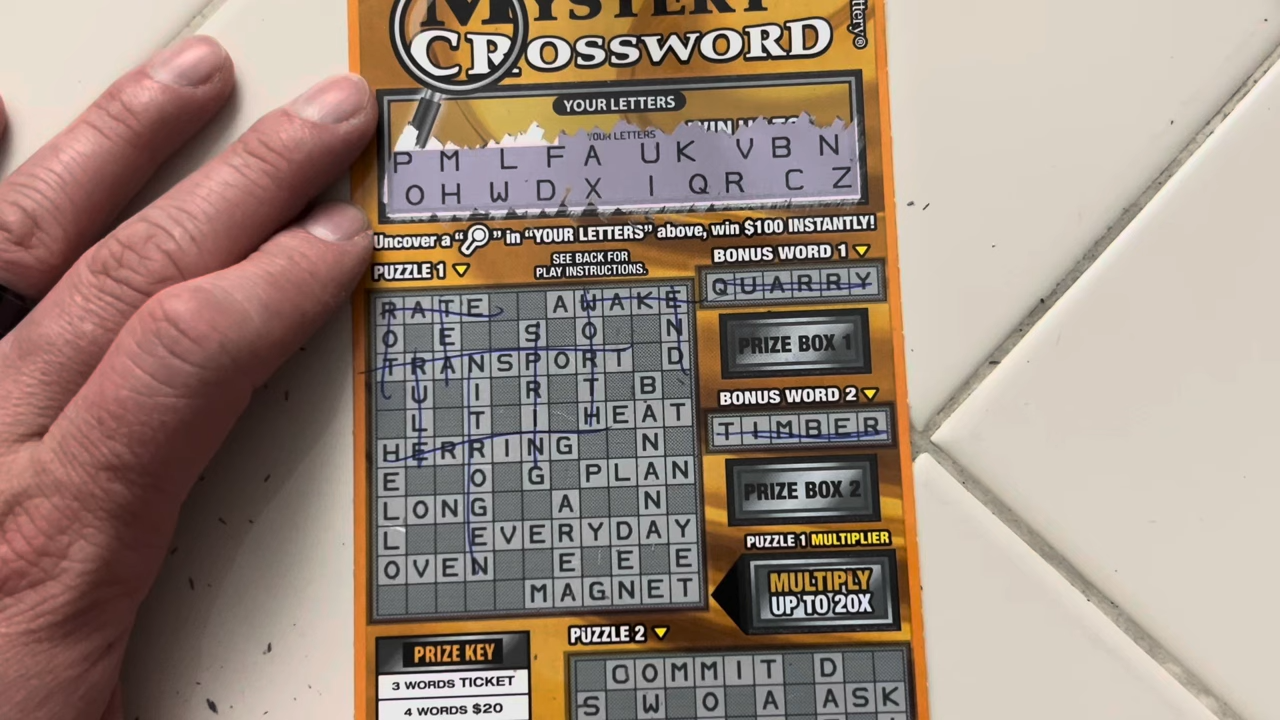 MYSTERY
CROSSWORD
YOUR LETTERS
YOUR LETTERS
P M L F A U K V B N
O H W D X I Q R C Z
Uncover a " " in "YOUR LETTERS" above, win $100 INSTANTLY!
PUZZLE 1
SEE BACK FOR
PLAY INSTRUCTIONS.
BONUS WORD 1
QUARRY
PRIZE BOX 1
BONUS WORD 2
TIMBER
PRIZE BOX 2
PUZZLE 1 MULTIPLIER
MULTIPLY
UP TO 20X
RATE AWAKE
O E S O N
TRANSPORT D
U I R T B
L T I HEAT
HERRING N
E O G PLAN
LONG A N
L EVERYDAY
OVEN E E E
MAGNET
PRIZE KEY
3 WORDS TICKET
4 WORDS $20
PUZZLE 2
COMMIT D
S W O A ASK